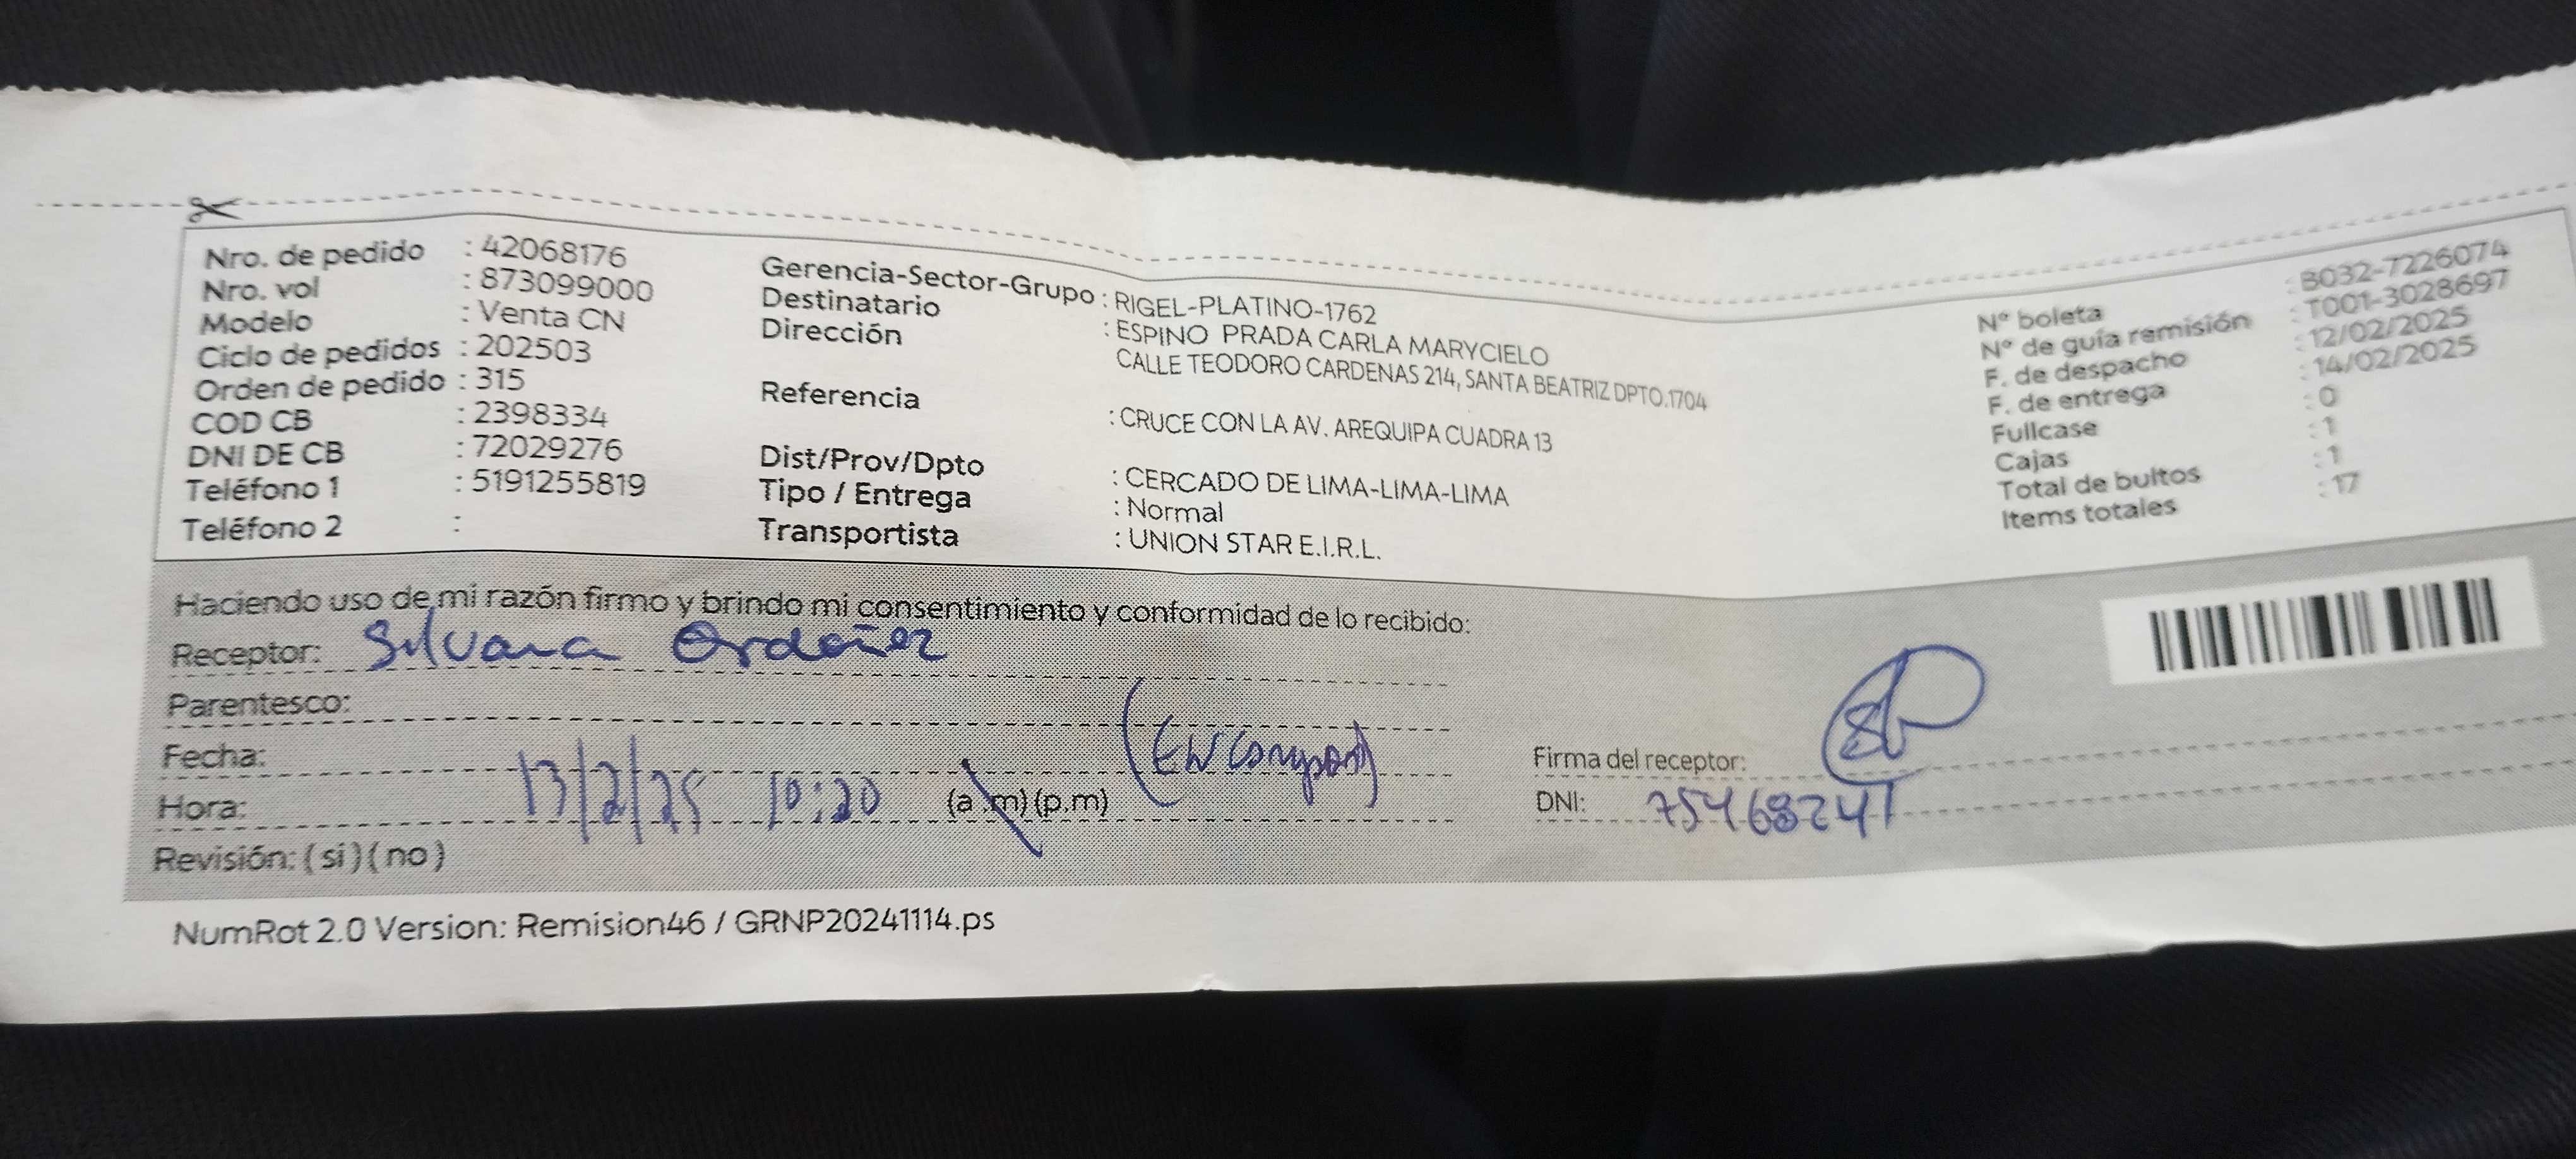 Nro. de pedido : 42068176
Nro. vol : 873099000
Modelo : Venta CN
Ciclo de pedidos : 202503
Orden de pedido : 315
COD CB : 2398334
DNI DE CB : 72029276
Teléfono 1 : 5191255819
Teléfono 2 :
Gerencia-Sector-Grupo : RIGEL-PLATINO-1762
Destinatario : ESPINO PRADA CARLA MARYCIELO
Dirección CALLE TEODORO CARDENAS 214, SANTA BEATRIZ DPTO.1704
Referencia : CRUCE CON LA AV. AREQUIPA CUADRA 13
Dist/Prov/Dpto : CERCADO DE LIMA-LIMA-LIMA
Tipo / Entrega : Normal
Transportista : UNION STAR E.I.R.L.
Nº boleta : B032-7226074
Nº de guía remisión : T001-3028697
F. de despacho : 12/02/2025
F. de entrega : 14/02/2025
Fullcase : 0
Cajas : 1
Total de bultos : 1
Items totales : 17
Haciendo uso de mi razón firmo y brindo mi consentimiento y conformidad de lo recibido:
Receptor: Silvana Ordoñez
Parentesco:
Fecha: 13/2/25
Hora: 10:20 (a.m)(p.m)
Revisión: (si)(no)
Firma del receptor:
DNI: 75468241
NumRot 2.0 Version: Remision46 / GRNP20241114.ps